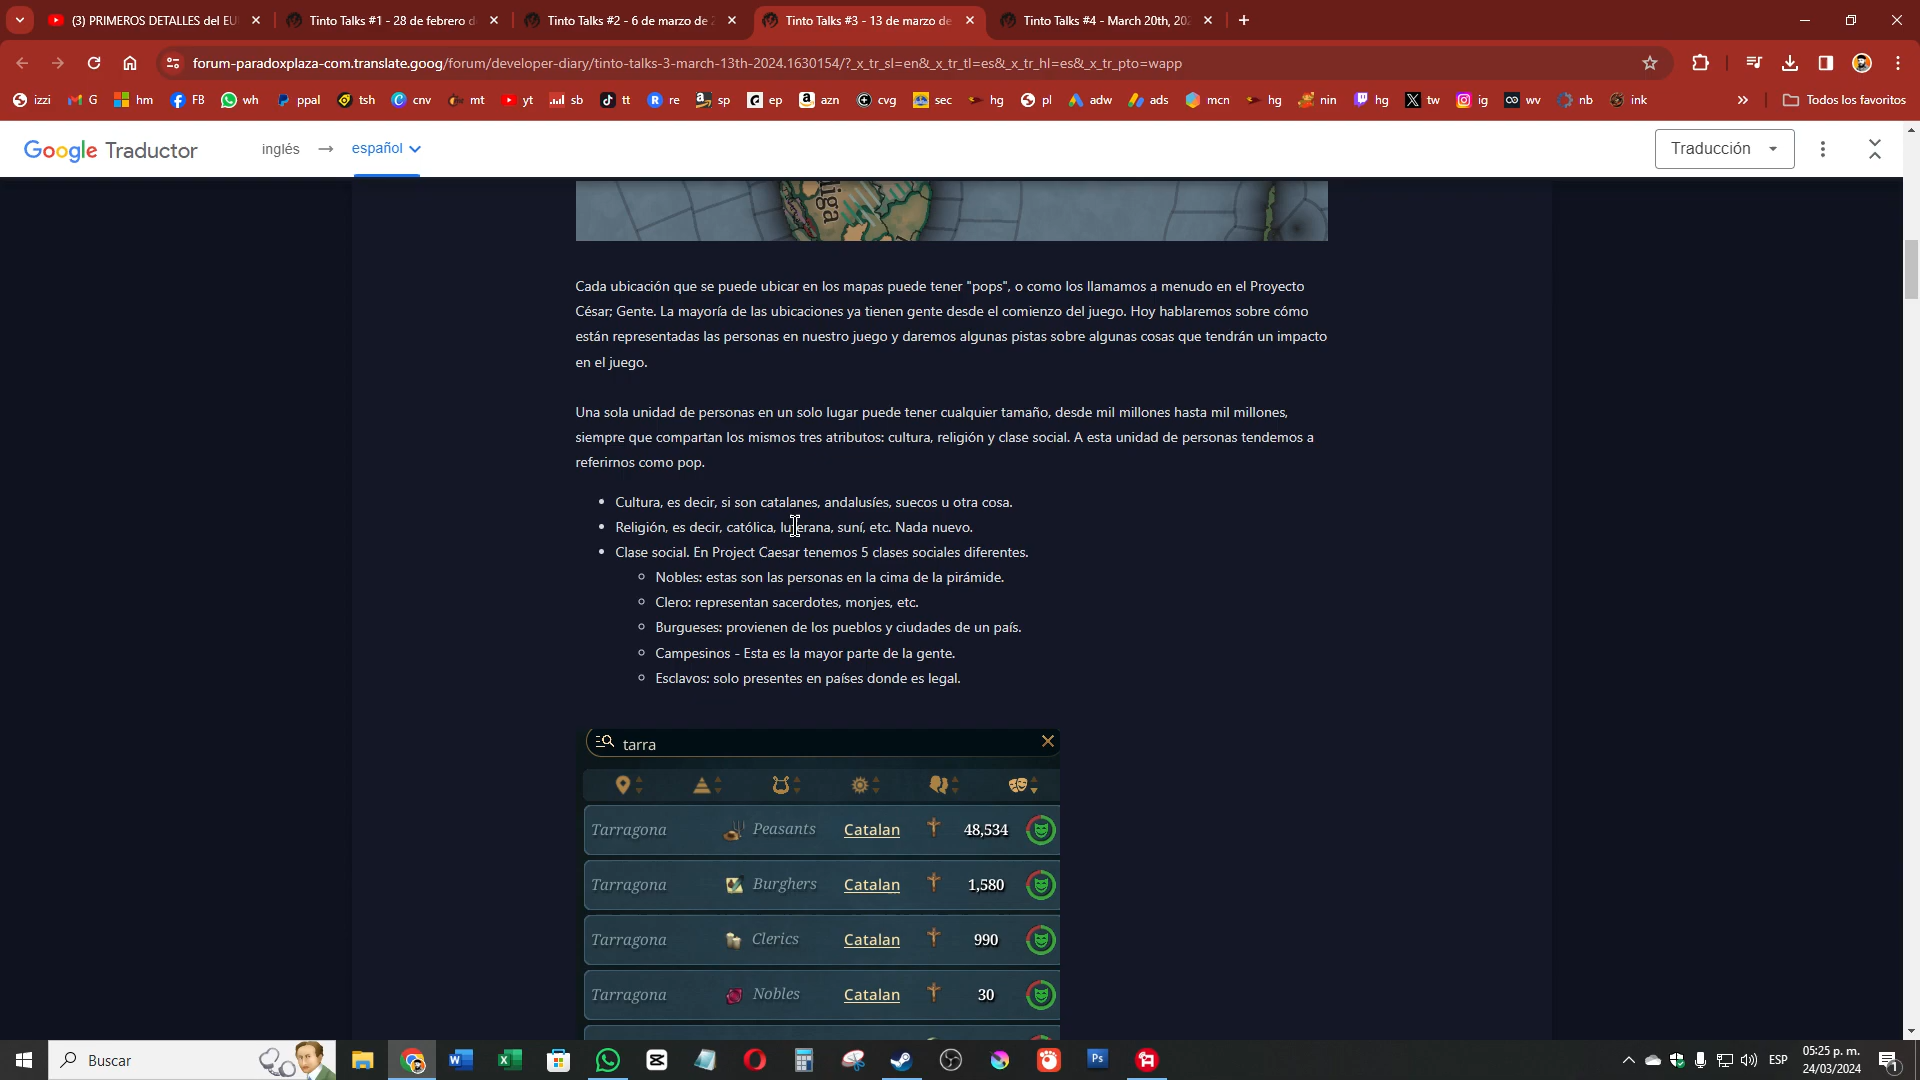 (3) PRIMEROS DETALLES del EU
Tinto Talks #1 - 28 de febrero d
Tinto Talks #2 - 6 de marzo de 2
Tinto Talks #3 - 13 de marzo de
Tinto Talks #4 - March 20th, 202
forum-paradoxplaza-com.translate.goog/forum/developer-diary/tinto-talks-3-march-13th-2024.1630154/?_x_tr_sl=en&_x_tr_tl=es&_x_tr_hl=es&_x_tr_pto=wapp
izzi G hm FB wh ppal tsh cnv mt yt sb tt re sp ep azn cvg sec hg pl adw ads mcn hg nin hg tw ig wv nb ink » Todos los favoritos
Google Traductor inglés → español Traducción
liga
Cada ubicación que se puede ubicar en los mapas puede tener "pops", o como los llamamos a menudo en el Proyecto
César; Gente. La mayoría de las ubicaciones ya tienen gente desde el comienzo del juego. Hoy hablaremos sobre cómo
están representadas las personas en nuestro juego y daremos algunas pistas sobre algunas cosas que tendrán un impacto
en el juego.
Una sola unidad de personas en un solo lugar puede tener cualquier tamaño, desde mil millones hasta mil millones,
siempre que compartan los mismos tres atributos: cultura, religión y clase social. A esta unidad de personas tendemos a
referirnos como pop.
Cultura, es decir, si son catalanes, andalusíes, suecos u otra cosa.
Religión, es decir, católica, luterana, suní, etc. Nada nuevo.
Clase social. En Project Caesar tenemos 5 clases sociales diferentes.
Nobles: estas son las personas en la cima de la pirámide.
Clero: representan sacerdotes, monjes, etc.
Burgueses: provienen de los pueblos y ciudades de un país.
Campesinos - Esta es la mayor parte de la gente.
Esclavos: solo presentes en países donde es legal.
tarra
Tarragona Peasants Catalan 48,534
Tarragona Burghers Catalan 1,580
Tarragona Clerics Catalan 990
Tarragona Nobles Catalan 30
Buscar
ESP
05:25 p. m.
24/03/2024
1